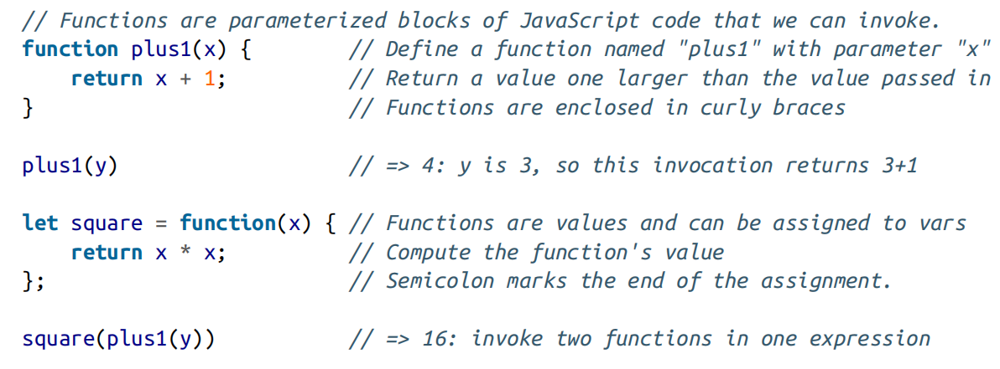 // Functions are parameterized blocks of JavaScript code that we can invoke.
function plus1(x) { // Define a function named "plus1" with parameter "x"
return x + 1; // Return a value one larger than the value passed in
} // Functions are enclosed in curly braces
plus1(y) // => 4: y is 3, so this invocation returns 3+1
let square = function(x) { // Functions are values and can be assigned to vars
return x * x; // Compute the function's value
}; // Semicolon marks the end of the assignment.
square(plus1(y)) // => 16: invoke two functions in one expression